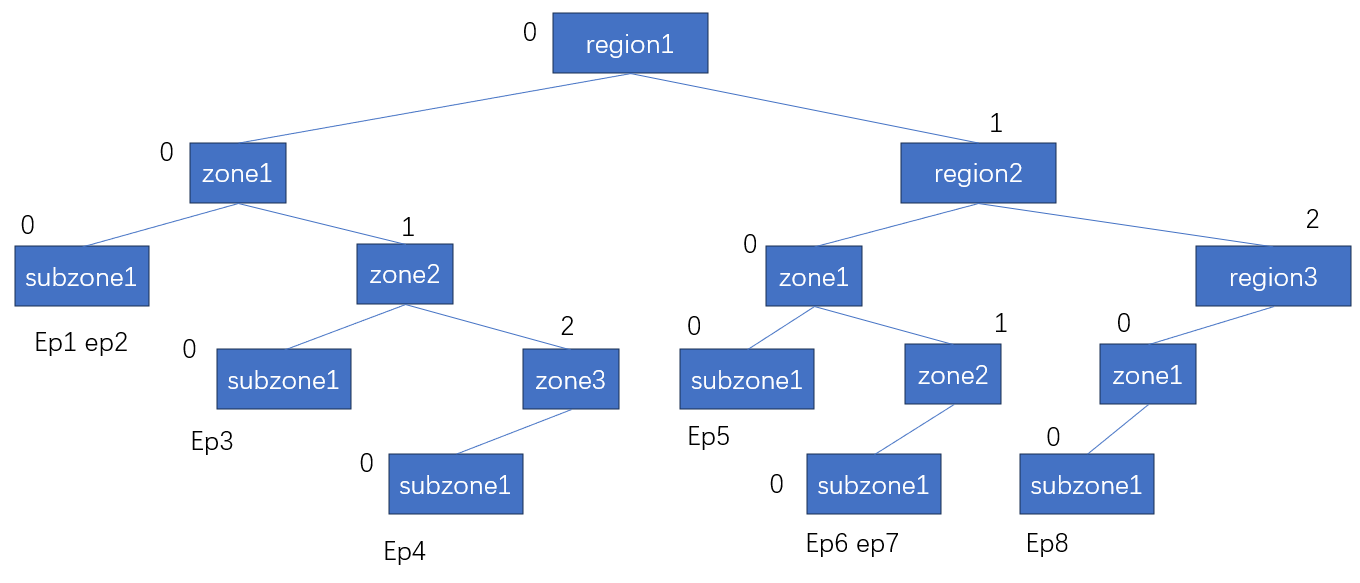 0
region1
1
0
zone1
region2
0
1
2
subzone1
zone2
0
zone1
region3
Ep1 ep2
0
subzone1
2
zone3
0
subzone1
1
zone2
0
zone1
Ep3
Ep5
0
subzone1
0
subzone1
0
subzone1
Ep4
Ep6 ep7
Ep8